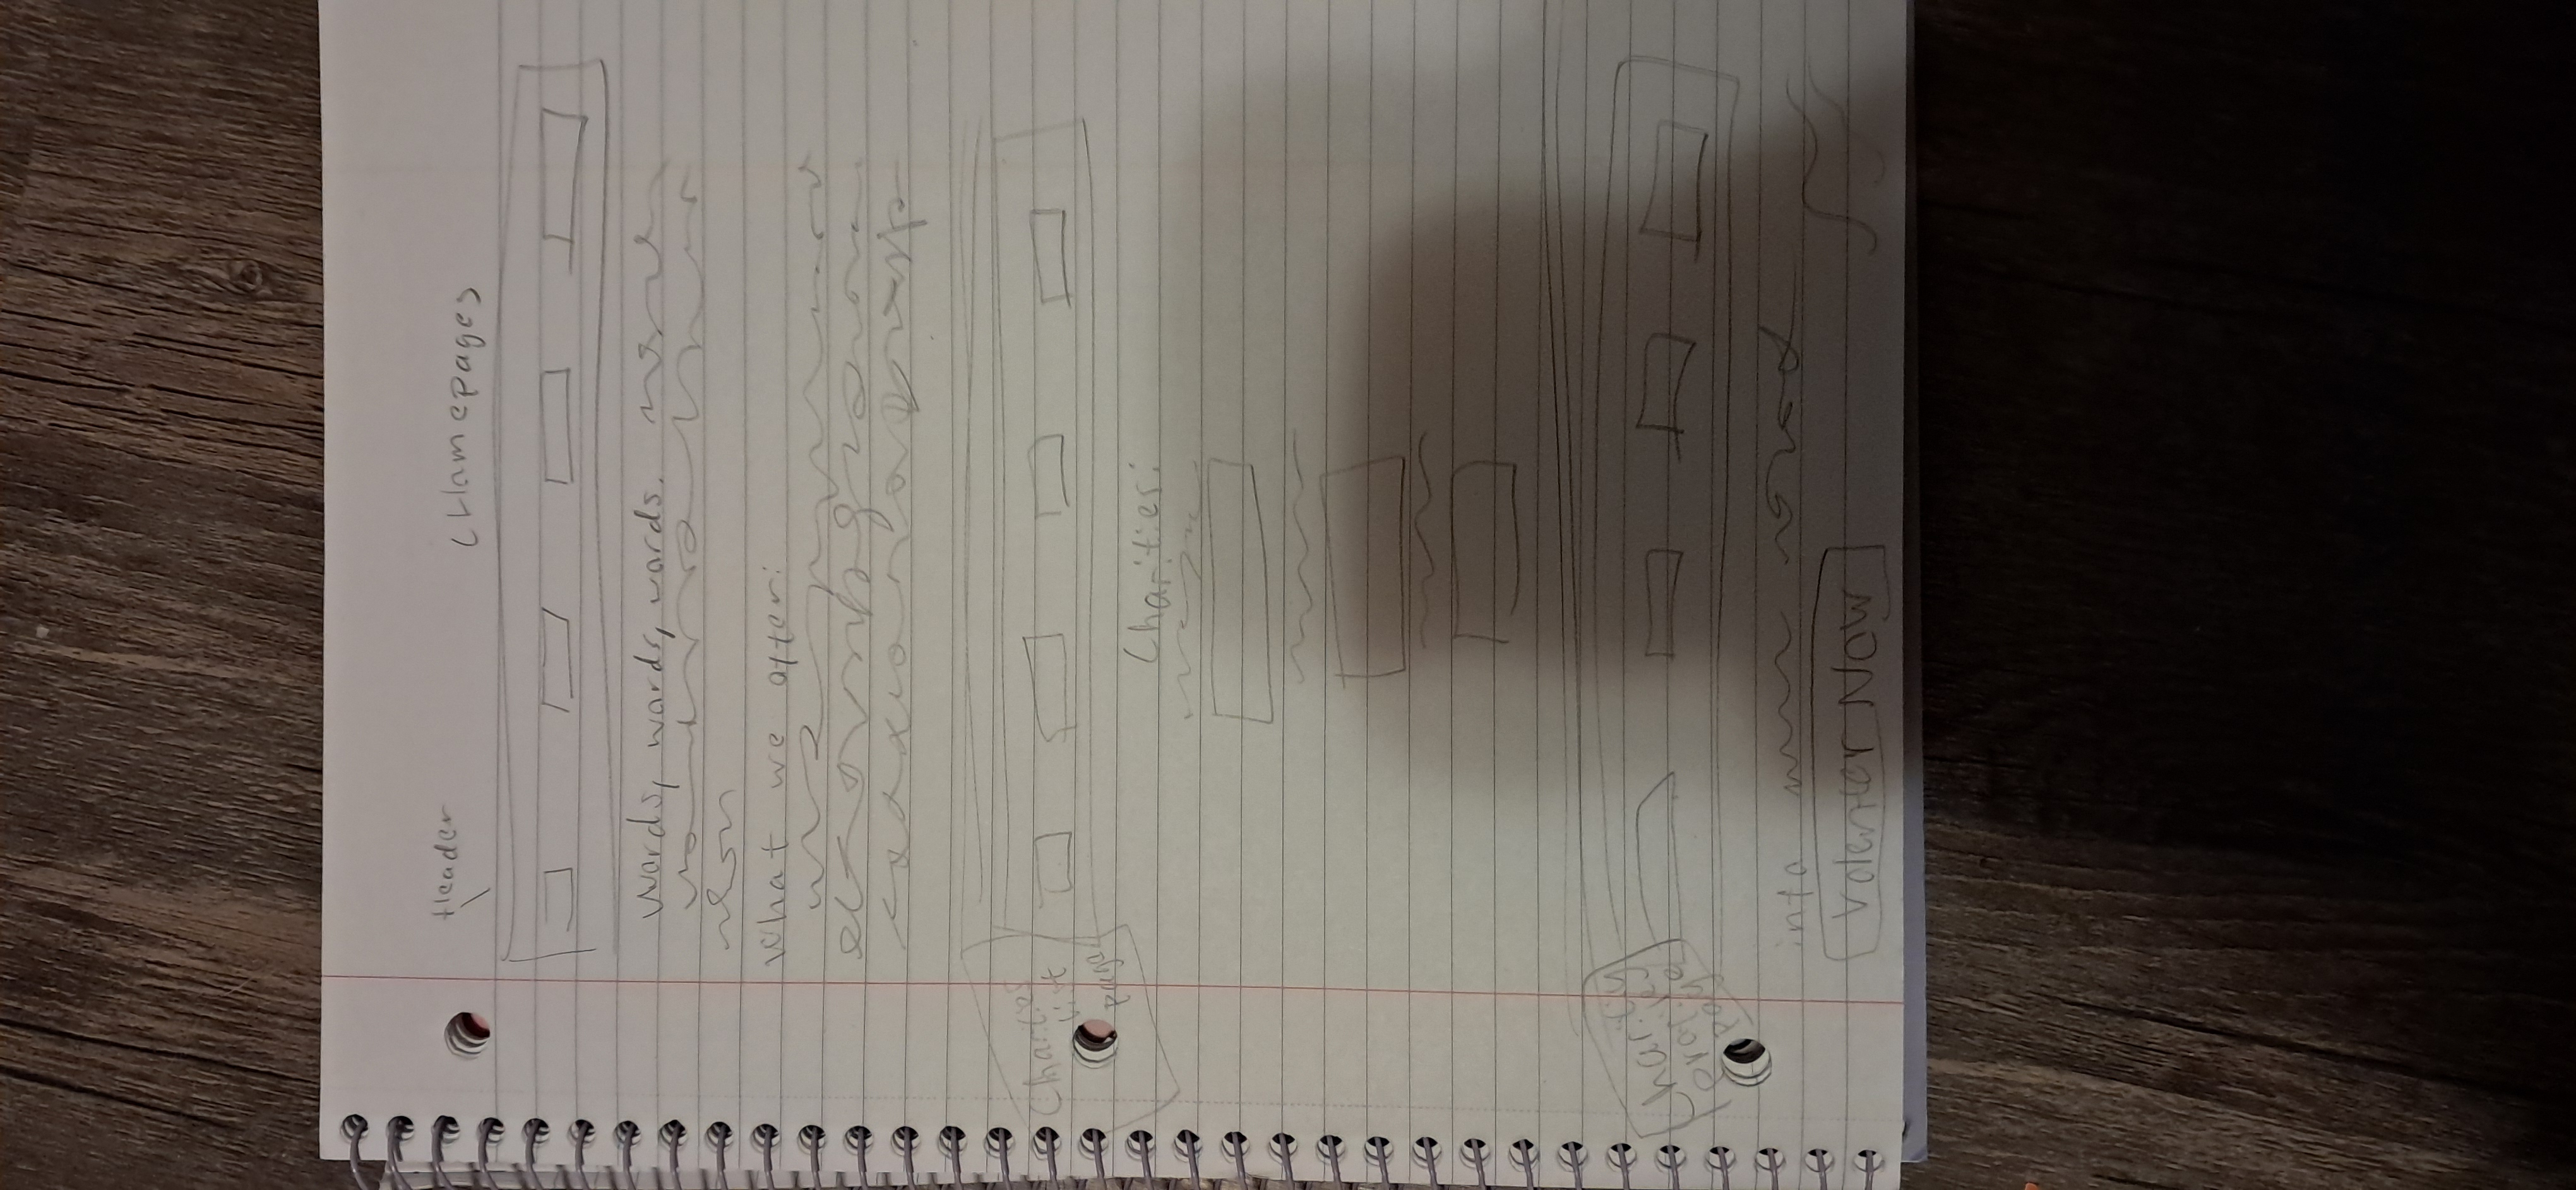 Header
(Homepage)
Words, words, words.
What we offer:
Charities
list
page
Charities:
Charity
profile
page
info
Volenteer Now